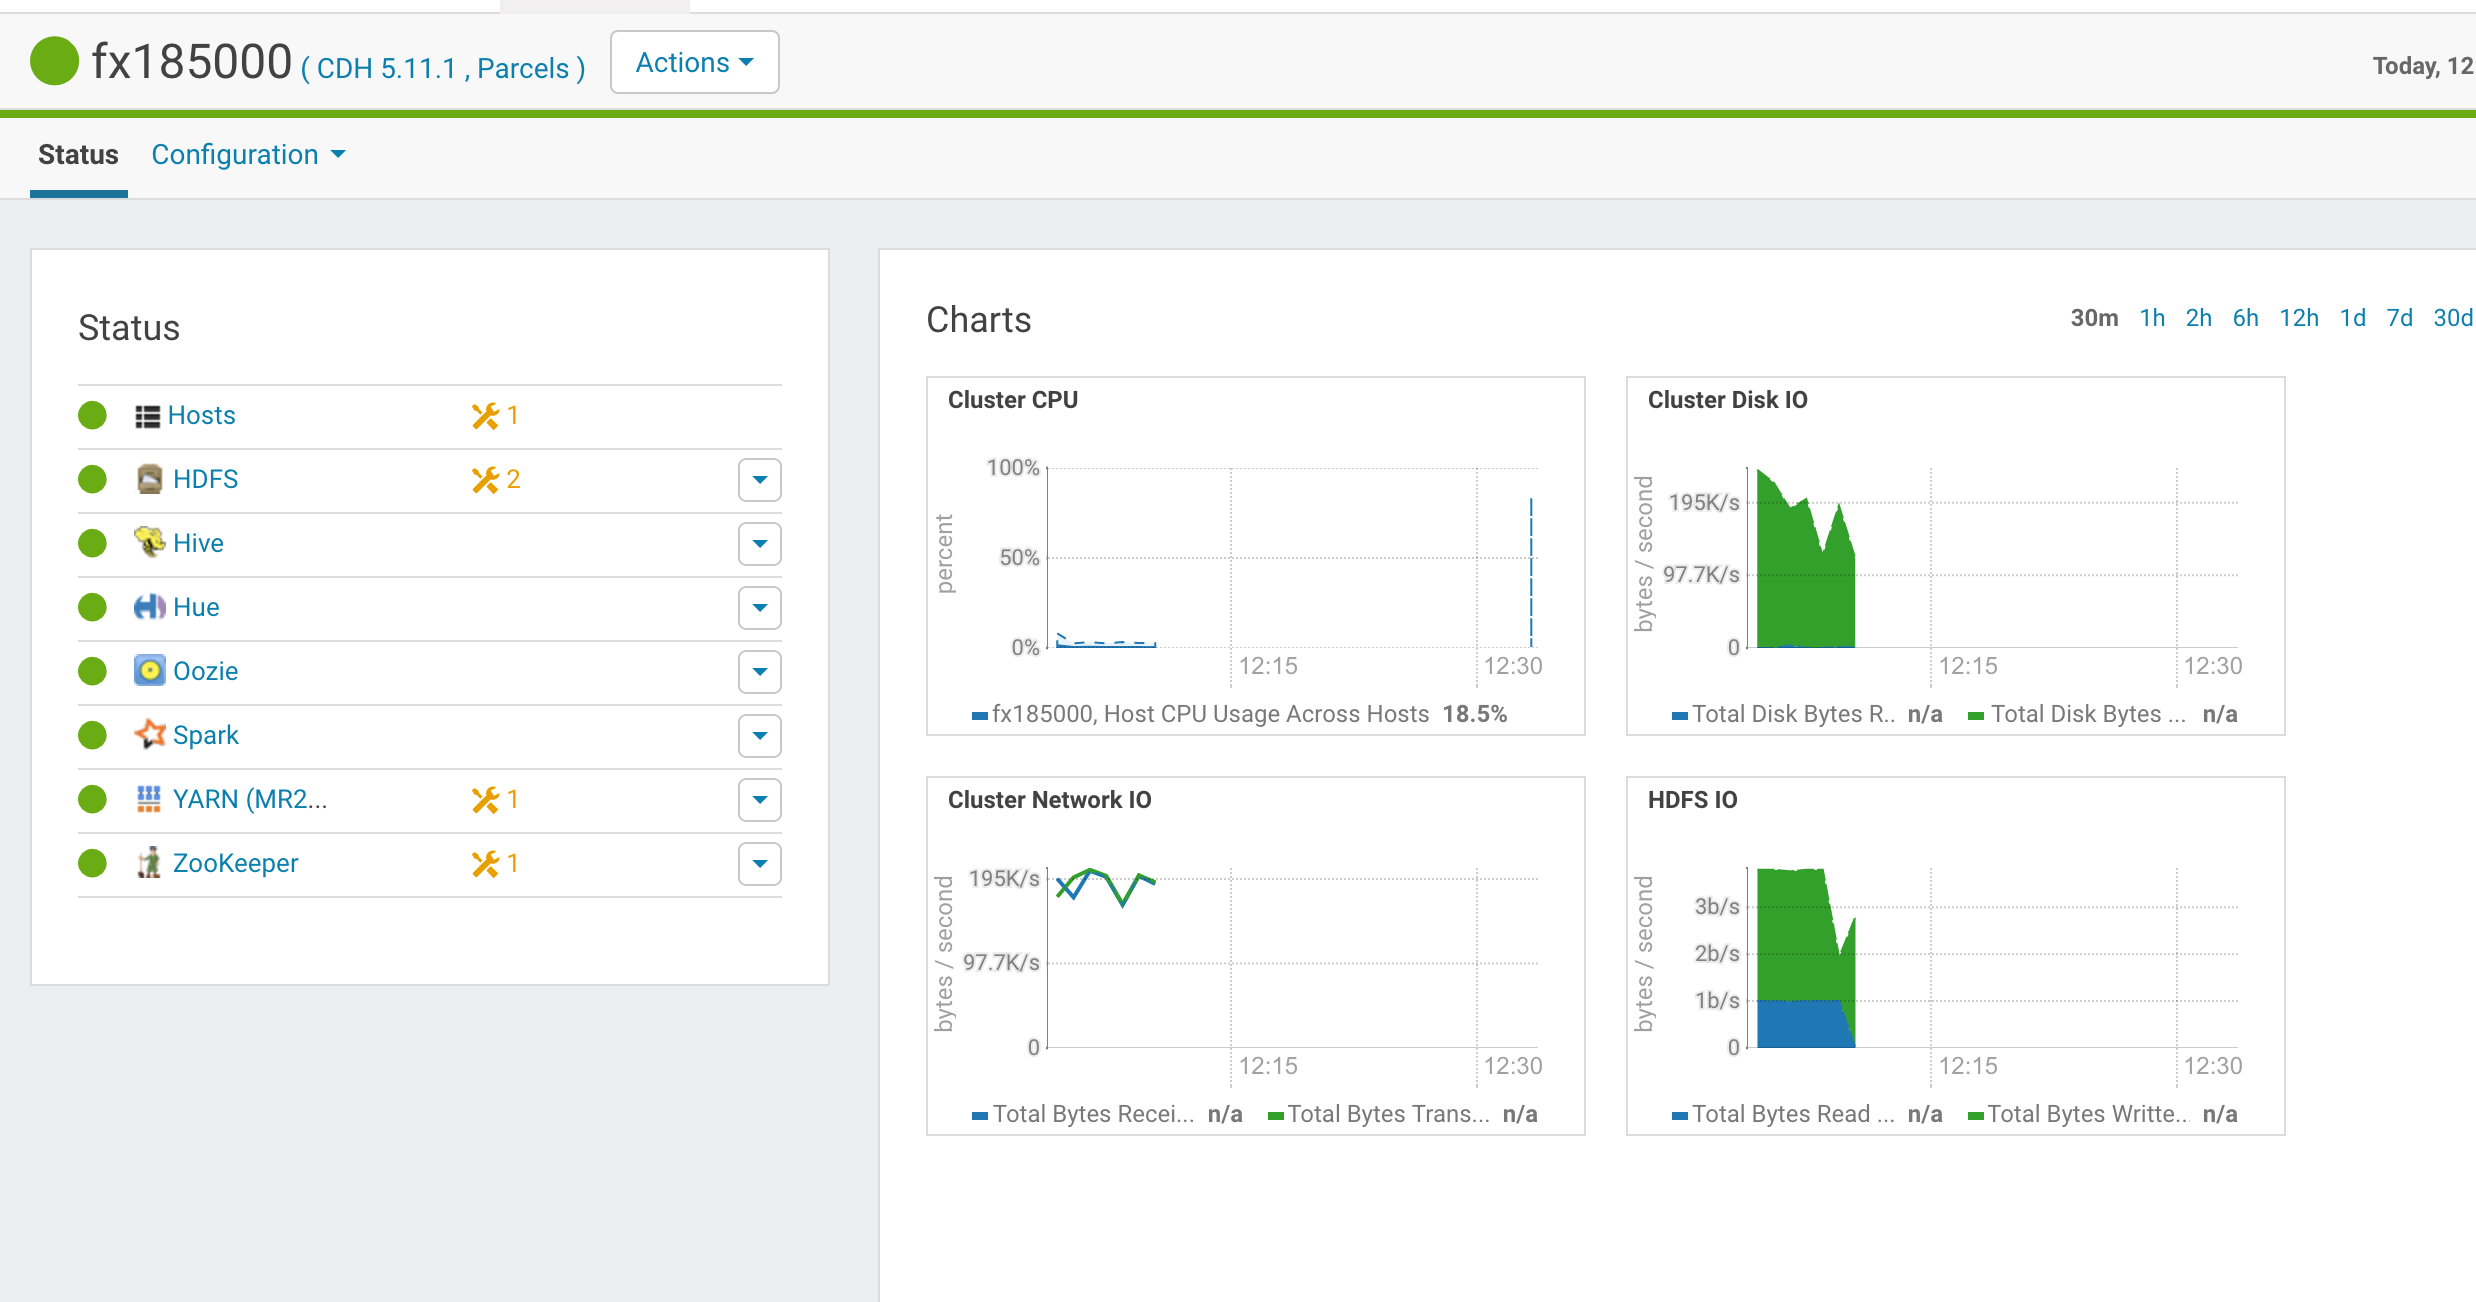 fx185000 ( CDH 5.11.1 , Parcels ) Actions
Today, 12
Status Configuration
Status
Hosts 1
HDFS 2
Hive
Hue
Oozie
Spark
YARN (MR2... 1
ZooKeeper 1
Charts
30m 1h 2h 6h 12h 1d 7d 30d
Cluster CPU
percent
100%
50%
0%
12:15 12:30
fx185000, Host CPU Usage Across Hosts 18.5%
Cluster Disk IO
bytes / second
195K/s
97.7K/s
0
12:15 12:30
Total Disk Bytes R.. n/a Total Disk Bytes ... n/a
Cluster Network IO
bytes / second
195K/s
97.7K/s
0
12:15 12:30
Total Bytes Recei... n/a Total Bytes Trans... n/a
HDFS IO
bytes / second
3b/s
2b/s
1b/s
0
12:15 12:30
Total Bytes Read ... n/a Total Bytes Writte.. n/a